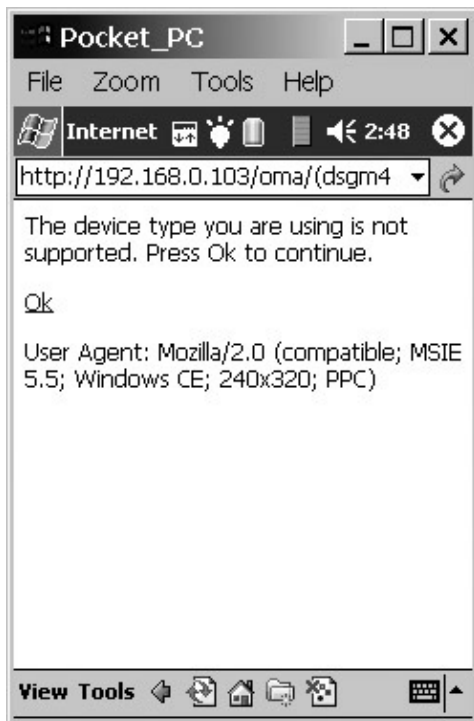 Pocket_PC
File Zoom Tools Help
Internet 2:48
http://192.168.0.103/oma/(dsgm4
The device type you are using is not
supported. Press Ok to continue.
Ok
User Agent: Mozilla/2.0 (compatible; MSIE
5.5; Windows CE; 240x320; PPC)
View Tools